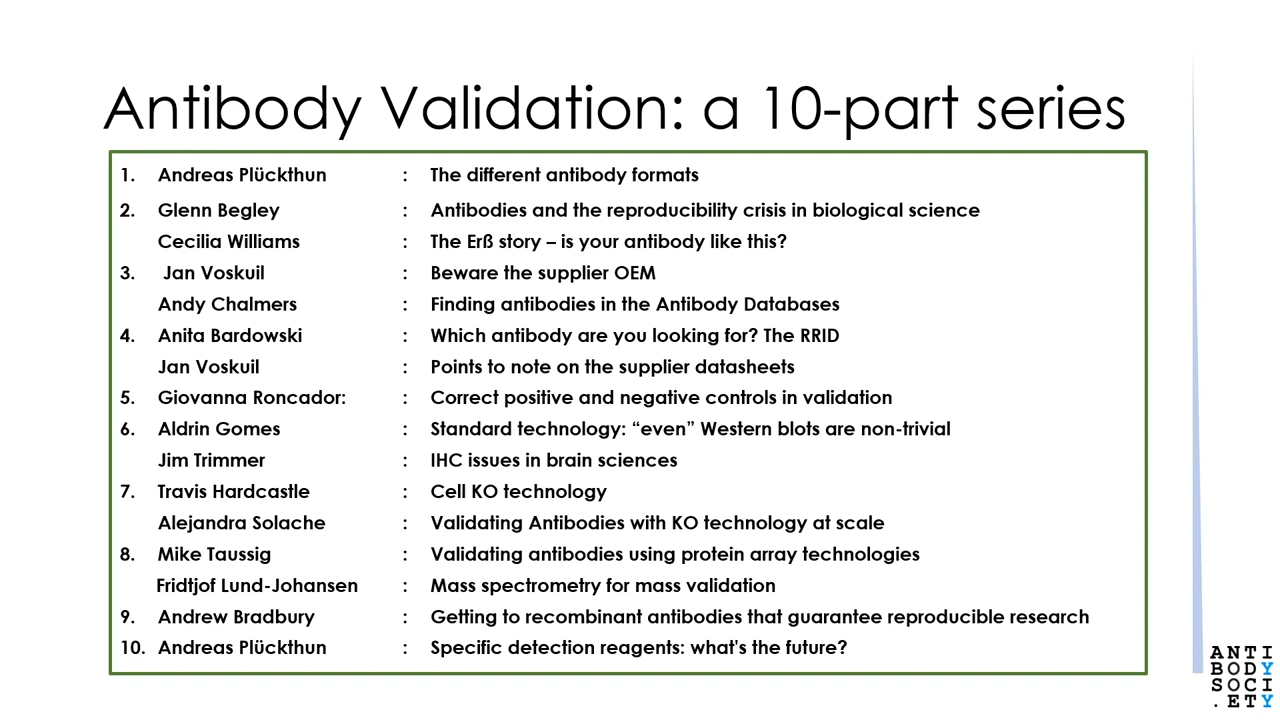 Antibody Validation: a 10-part series
1. Andreas Plückthun : The different antibody formats
2. Glenn Begley : Antibodies and the reproducibility crisis in biological science
Cecilia Williams : The Erß story – is your antibody like this?
3. Jan Voskuil : Beware the supplier OEM
Andy Chalmers : Finding antibodies in the Antibody Databases
4. Anita Bardowski : Which antibody are you looking for? The RRID
Jan Voskuil : Points to note on the supplier datasheets
5. Giovanna Roncador: : Correct positive and negative controls in validation
6. Aldrin Gomes : Standard technology: “even” Western blots are non-trivial
Jim Trimmer : IHC issues in brain sciences
7. Travis Hardcastle : Cell KO technology
Alejandra Solache : Validating Antibodies with KO technology at scale
8. Mike Taussig : Validating antibodies using protein array technologies
Fridtjof Lund-Johansen : Mass spectrometry for mass validation
9. Andrew Bradbury : Getting to recombinant antibodies that guarantee reproducible research
10. Andreas Plückthun : Specific detection reagents: what's the future?
ANTI
BODY
SOCI
.ETY